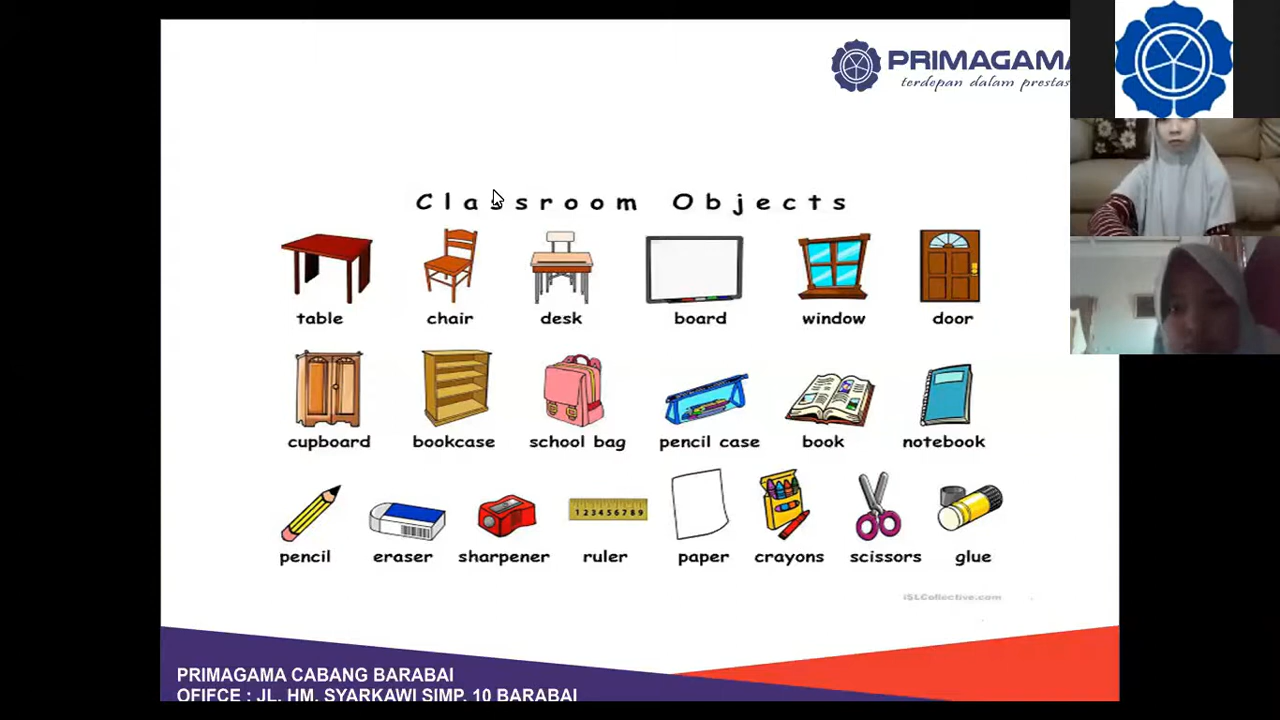 PRIMAGAMA
terdepan dalam prestas
Classroom Objects
table chair desk board window door
cupboard bookcase school bag pencil case book notebook
123456789
pencil eraser sharpener ruler paper crayons scissors glue
iSLCollective.com
PRIMAGAMA CABANG BARABAI
OFIFCE : JL. HM. SYARKAWI SIMP. 10 BARABAI